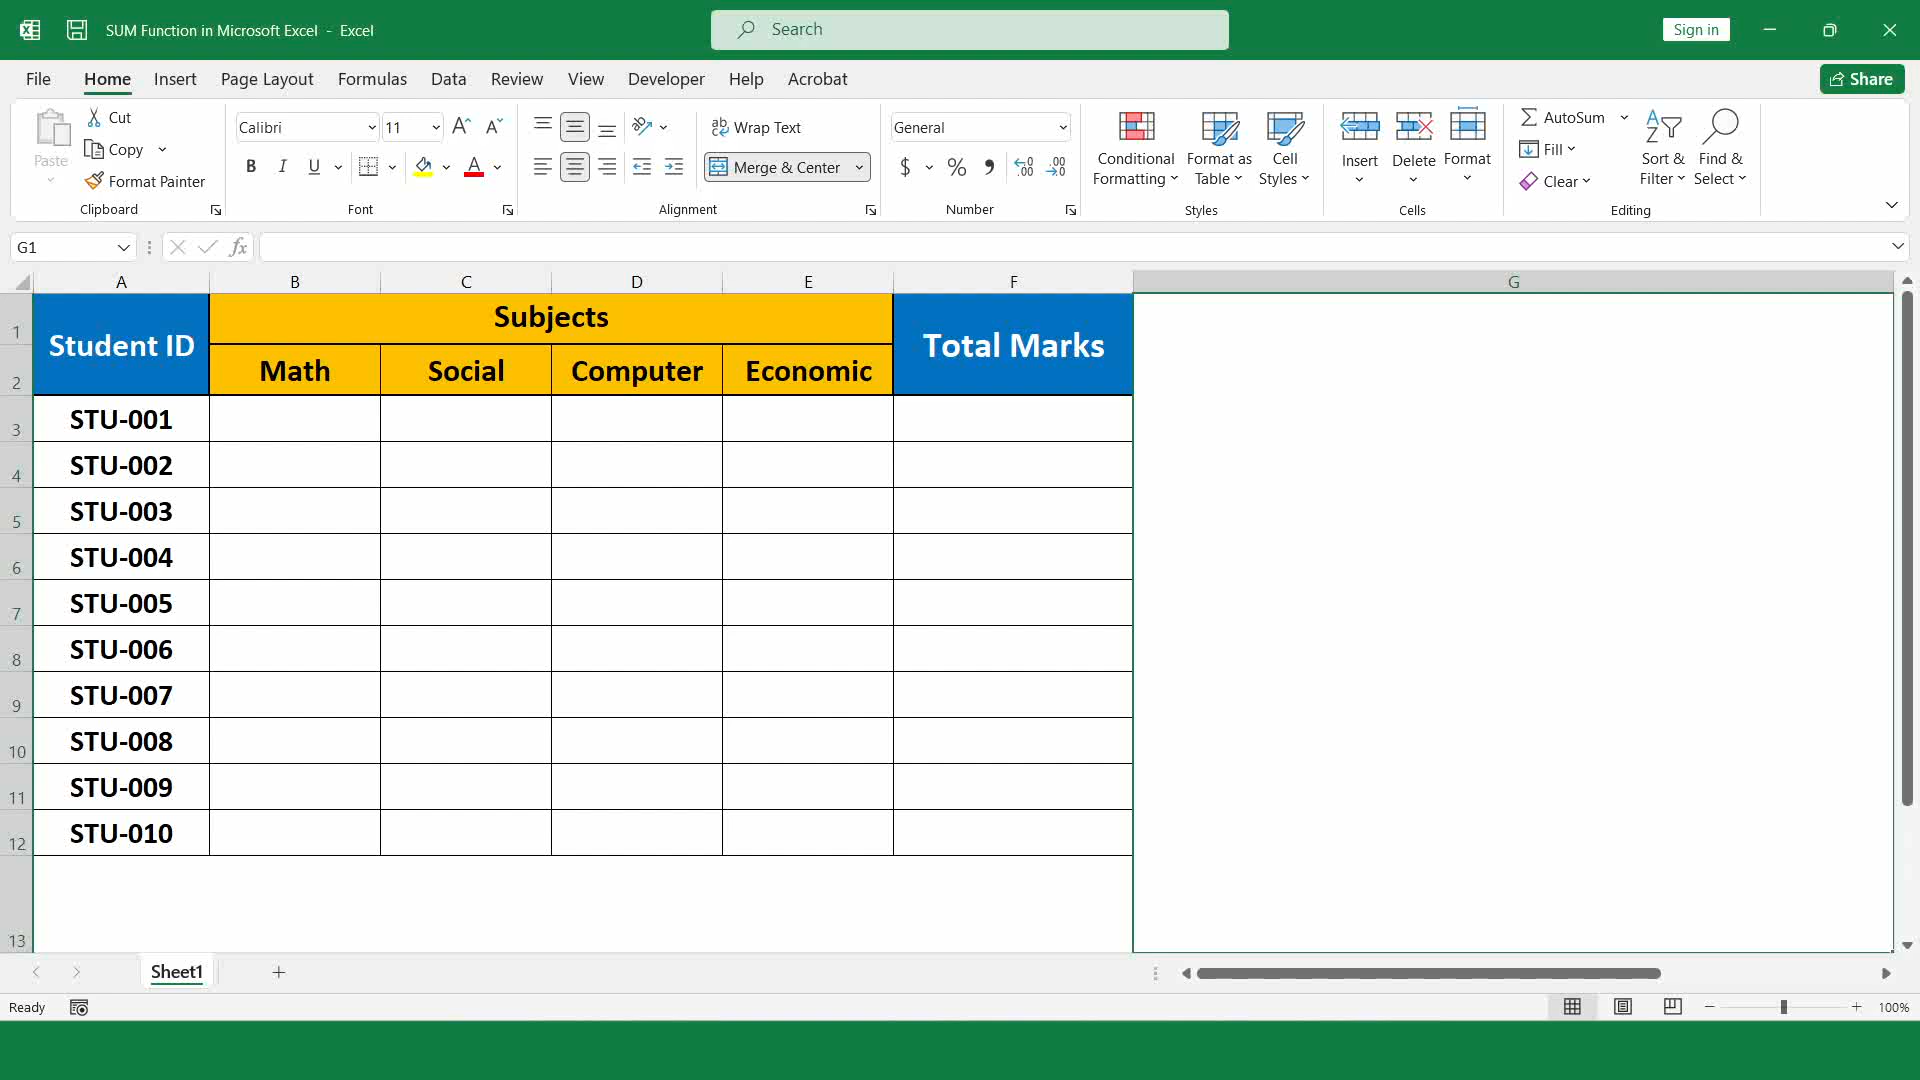 SUM Function in Microsoft Excel - Excel
Search
Sign in
File Home Insert Page Layout Formulas Data Review View Developer Help Acrobat
Share
Paste
Cut
Copy
Format Painter
Clipboard
Calibri 11
B I U A
Font
Wrap Text
Merge & Center
Alignment
General
$ % ,
Number
Conditional Formatting
Format as Table
Cell Styles
Styles
Insert Delete Format
Cells
AutoSum
Fill
Clear
Sort & Filter
Find & Select
Editing
G1
fx
A B C D E F G
1 Student ID Subjects Total Marks
2 Math Social Computer Economic
3 STU-001
4 STU-002
5 STU-003
6 STU-004
7 STU-005
8 STU-006
9 STU-007
10 STU-008
11 STU-009
12 STU-010
13
Sheet1
Ready
100%